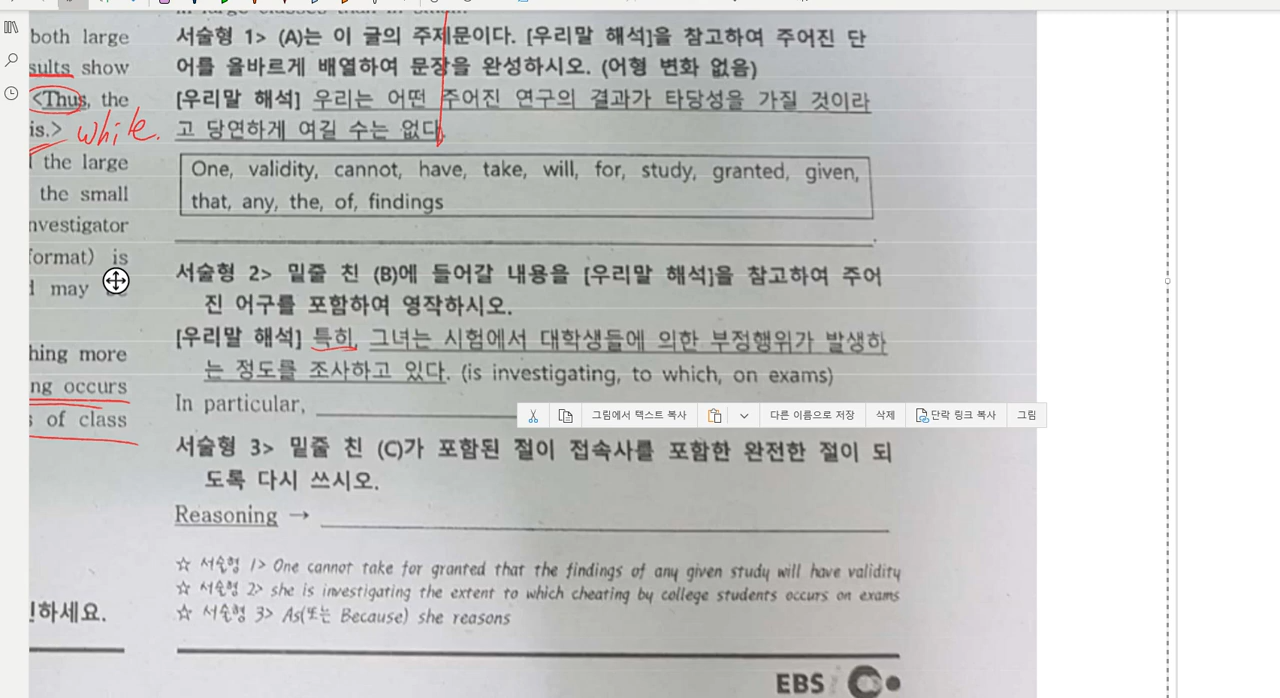 both large
sults show
<Thus, the
is.> while.
the large
the small
nvestigator
format) is
may
hing more
ng occurs
of class
!하세요.
서술형 1> (A)는 이 글의 주제문이다. [우리말 해석]을 참고하여 주어진 단
어를 올바르게 배열하여 문장을 완성하시오. (어형 변화 없음)
[우리말 해석] 우리는 어떤 주어진 연구의 결과가 타당성을 가질 것이라
고 당연하게 여길 수는 없다.
One, validity, cannot, have, take, will, for, study, granted, given,
that, any, the, of, findings
서술형 2> 밑줄 친 (B)에 들어갈 내용을 [우리말 해석]을 참고하여 주어
진 어구를 포함하여 영작하시오.
[우리말 해석] 특히, 그녀는 시험에서 대학생들에 의한 부정행위가 발생하
는 정도를 조사하고 있다. (is investigating, to which, on exams)
In particular,
그림에서 텍스트 복사 다른 이름으로 저장 삭제 단락 링크 복사 그림
서술형 3> 밑줄 친 (C)가 포함된 절이 접속사를 포함한 완전한 절이 되
도록 다시 쓰시오.
Reasoning →
☆ 서술형 1> One cannot take for granted that the findings of any given study will have validity
☆ 서술형 2> she is investigating the extent to which cheating by college students occurs on exams
☆ 서술형 3> As(또는 Because) she reasons
EBS